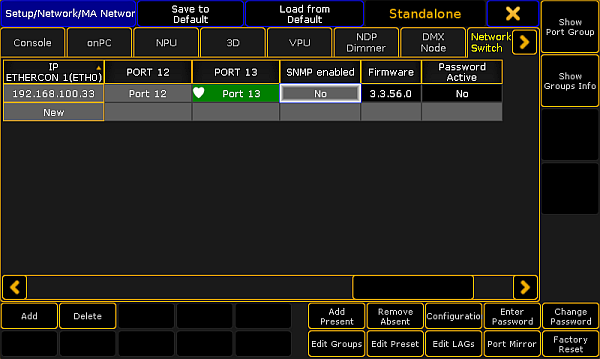 Setup/Network/MA Networ
Save to
Default
Load from
Default
Standalone
Show
Port Group
Console
onPC
NPU
3D
VPU
NDP
Dimmer
DMX
Node
Network
Switch
Show
Groups Info
IP
ETHERCON 1(ETH0)
PORT 12
PORT 13
SNMP enabled
Firmware
Password
Active
192.168.100.33
Port 12
Port 13
No
3.3.56.0
No
New
Add
Delete
Add
Present
Remove
Absent
Configuratio
Enter
Password
Change
Password
Edit Groups
Edit Preset
Edit LAGs
Port Mirror
Factory
Reset